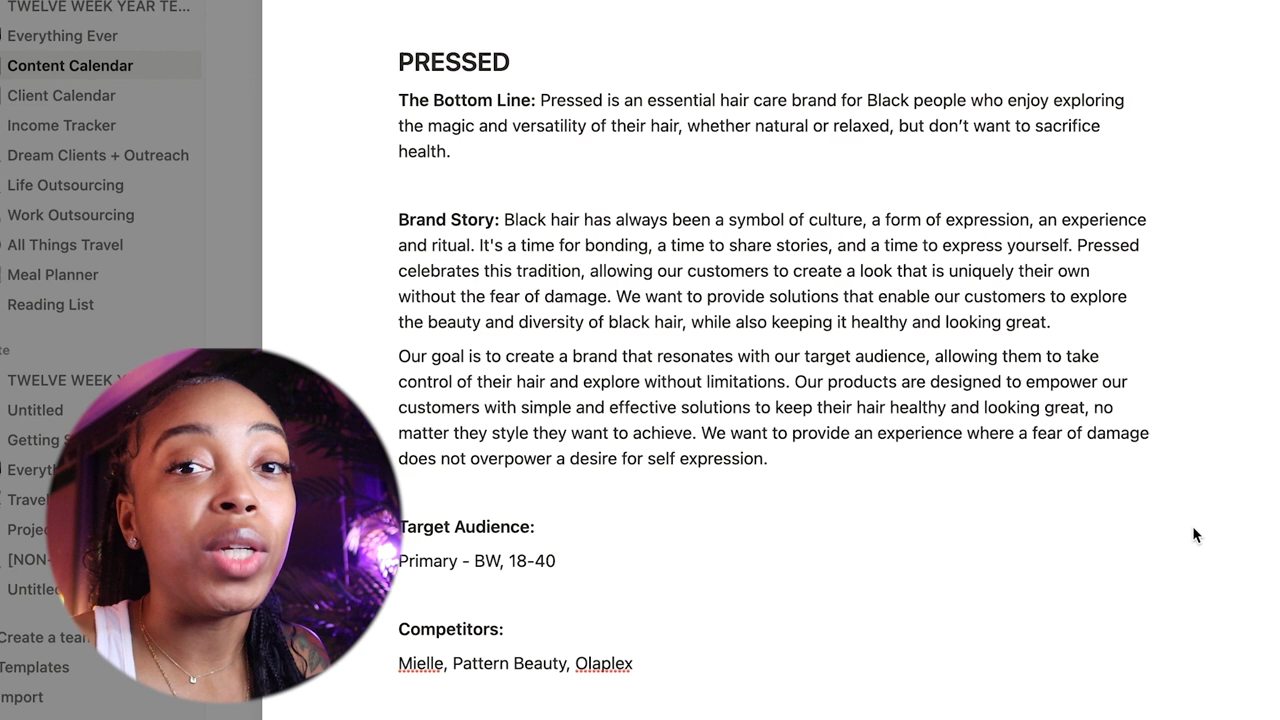 TWELVE WEEK YEAR TE...
Everything Ever
Content Calendar
Client Calendar
Income Tracker
Dream Clients + Outreach
Life Outsourcing
Work Outsourcing
All Things Travel
Meal Planner
Reading List
TWELVE WEEK
Untitled
Getting
[NON-
Create a
Templates
PRESSED
The Bottom Line: Pressed is an essential hair care brand for Black people who enjoy exploring
the magic and versatility of their hair, whether natural or relaxed, but don’t want to sacrifice
health.
Brand Story: Black hair has always been a symbol of culture, a form of expression, an experience
and ritual. It's a time for bonding, a time to share stories, and a time to express yourself. Pressed
celebrates this tradition, allowing our customers to create a look that is uniquely their own
without the fear of damage. We want to provide solutions that enable our customers to explore
the beauty and diversity of black hair, while also keeping it healthy and looking great.
Our goal is to create a brand that resonates with our target audience, allowing them to take
control of their hair and explore without limitations. Our products are designed to empower our
customers with simple and effective solutions to keep their hair healthy and looking great, no
matter they style they want to achieve. We want to provide an experience where a fear of damage
does not overpower a desire for self expression.
Target Audience:
Primary - BW, 18-40
Competitors:
Mielle, Pattern Beauty, Olaplex